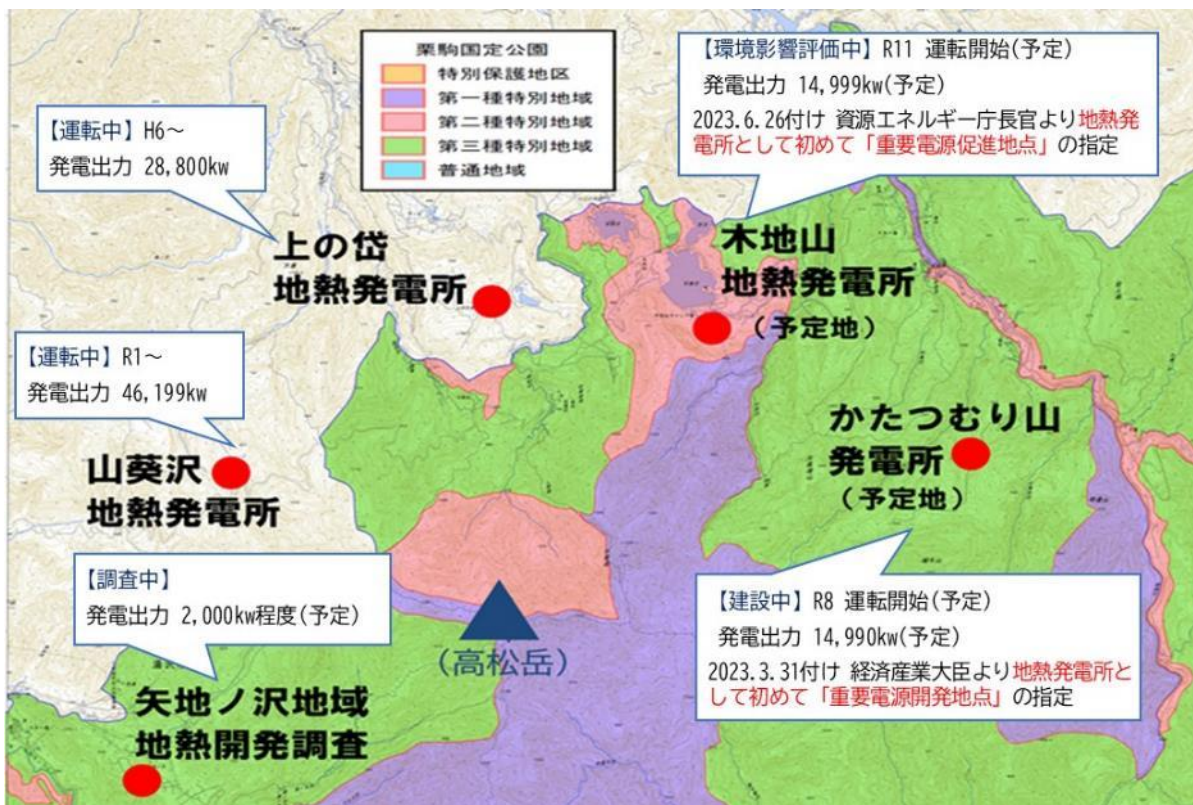 栗駒国定公園
特別保護地区
第一種特別地域
第二種特別地域
第三種特別地域
普通地域
【環境影響評価中】R11 運転開始(予定)
発電出力 14,999kw(予定)
2023.6.26付け 資源エネルギー庁長官より地熱発
電所として初めて「重要電源促進地点」の指定
【運転中】H6～
発電出力 28,800kw
上の岱
地熱発電所
木地山
地熱発電所
(予定地)
【運転中】R1～
発電出力 46,199kw
山葵沢
地熱発電所
かたつむり山
発電所
(予定地)
【調査中】
発電出力 2,000kw程度(予定)
(高松岳)
【建設中】R8 運転開始(予定)
発電出力 14,990kw(予定)
2023.3.31付け 経済産業大臣より地熱発電所と
して初めて「重要電源開発地点」の指定
矢地ノ沢地域
地熱開発調査